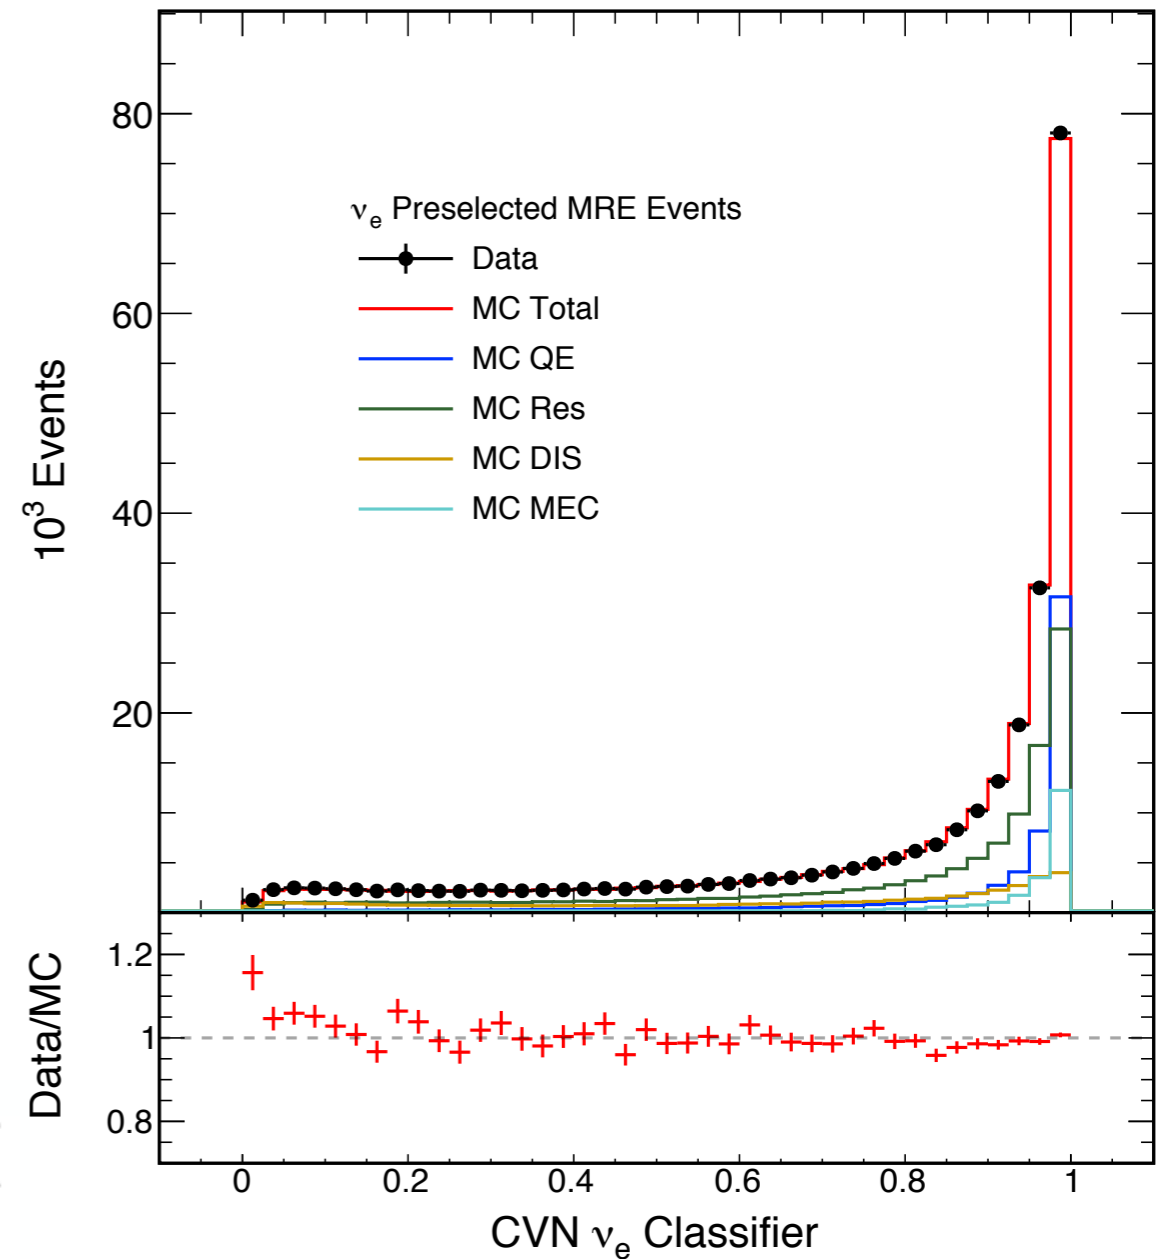 80
60
40
20
10³ Events
νe Preselected MRE Events
Data
MC Total
MC QE
MC Res
MC DIS
MC MEC
1.2
1
0.8
Data/MC
0 0.2 0.4 0.6 0.8 1
CVN νe Classifier